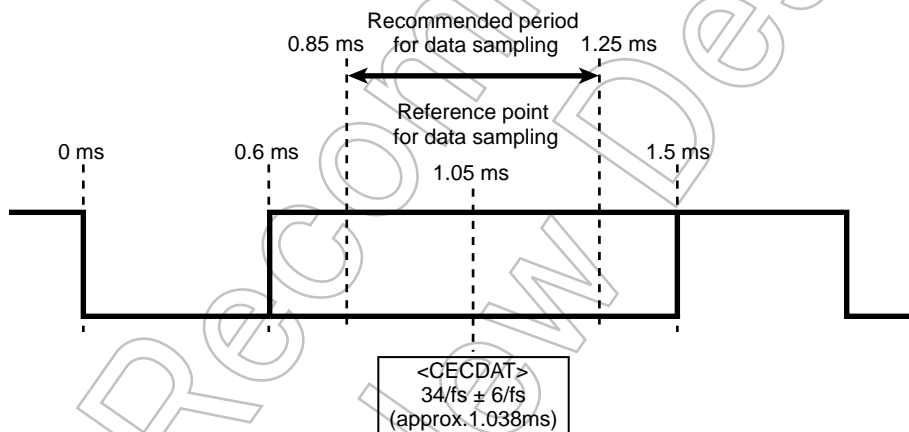 Recommended period
for data sampling
0.85 ms
1.25 ms
Reference point
for data sampling
0 ms
0.6 ms
1.05 ms
1.5 ms
<CECDAT>
34/fs ± 6/fs
(approx.1.038ms)